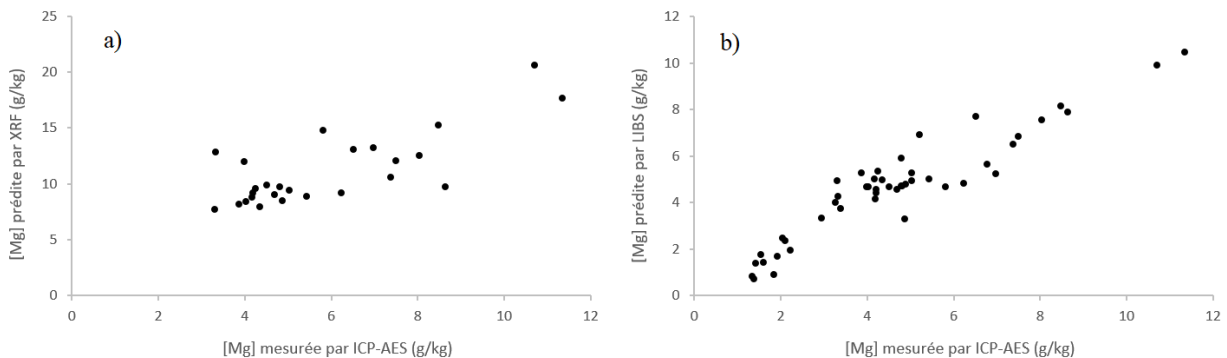 a)
[Mg] prédite par XRF (g/kg)
25
20
15
10
5
0
0 2 4 6 8 10 12
[Mg] mesurée par ICP-AES (g/kg)
b)
[Mg] prédite par LIBS (g/kg)
12
10
8
6
4
2
0
0 2 4 6 8 10 12
[Mg] mesurée par ICP-AES (g/kg)